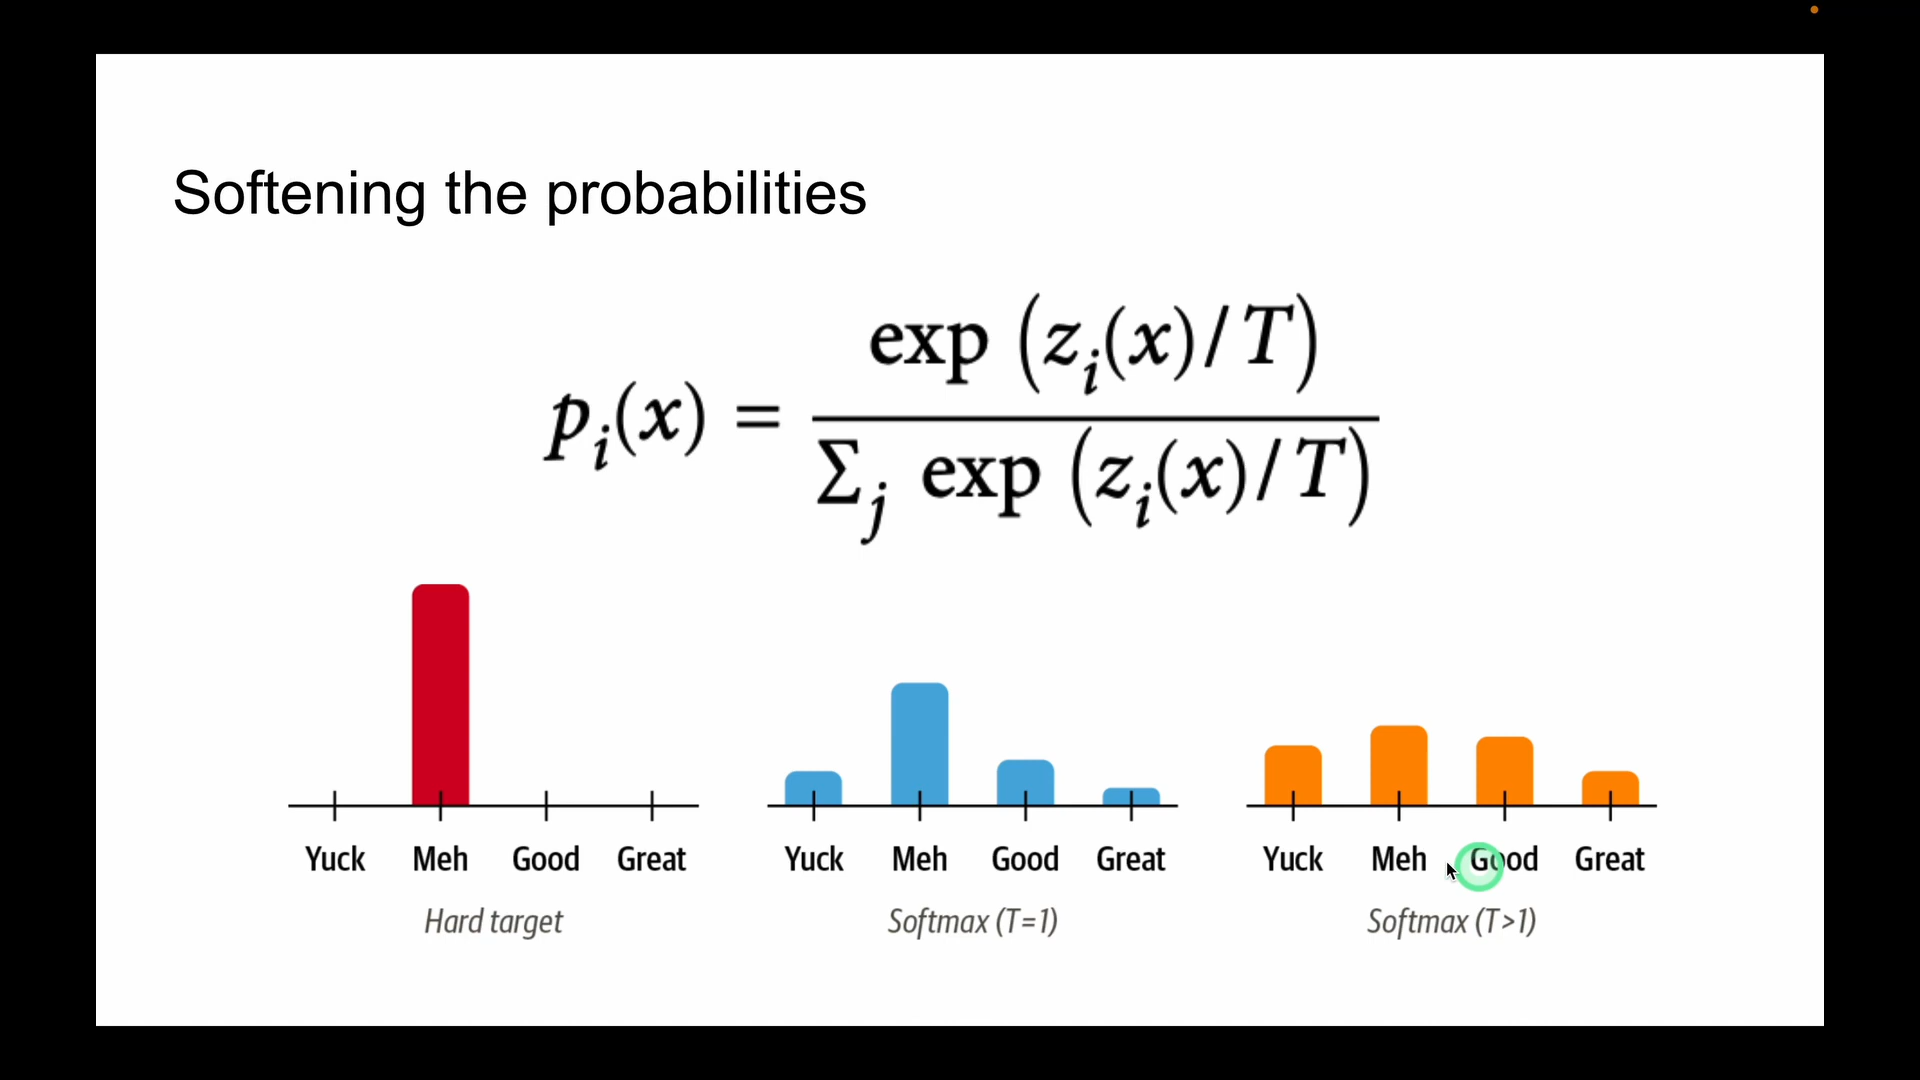 Softening the probabilities
p_i(x) = exp (z_i(x)/T) / Σ_j exp (z_i(x)/T)
Yuck Meh Good Great
Hard target
Yuck Meh Good Great
Softmax (T=1)
Yuck Meh Good Great
Softmax (T>1)